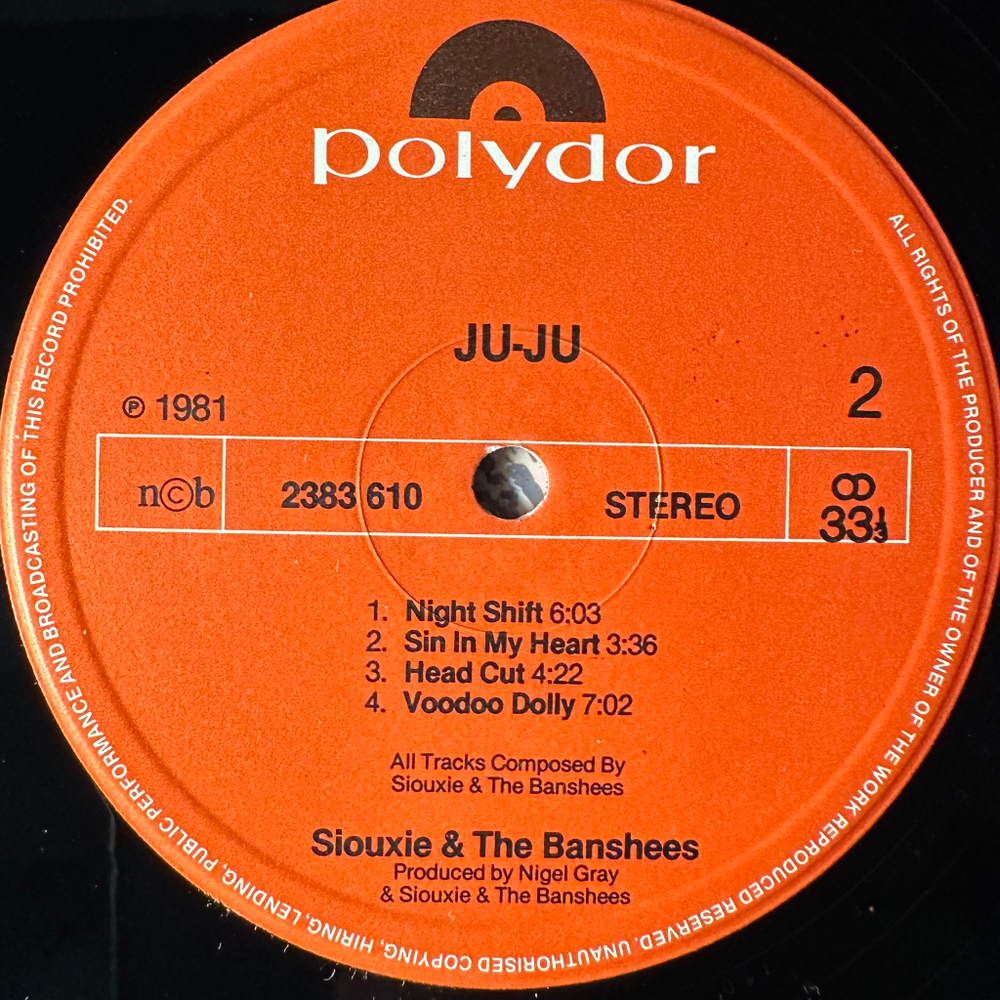 polydor
JU-JU
℗ 1981
2
n©b
2383 610
STEREO
33⅓
1. Night Shift 6:03
2. Sin In My Heart 3:36
3. Head Cut 4:22
4. Voodoo Dolly 7:02
All Tracks Composed By
Siouxie & The Banshees
Siouxie & The Banshees
Produced by Nigel Gray
& Siouxie & The Banshees
ALL RIGHTS OF THE PRODUCER AND OF THE OWNER OF THE WORK REPRODUCED RESERVED. UNAUTHORISED COPYING, HIRING, LENDING, PUBLIC PERFORMANCE AND BROADCASTING OF THIS RECORD PROHIBITED.